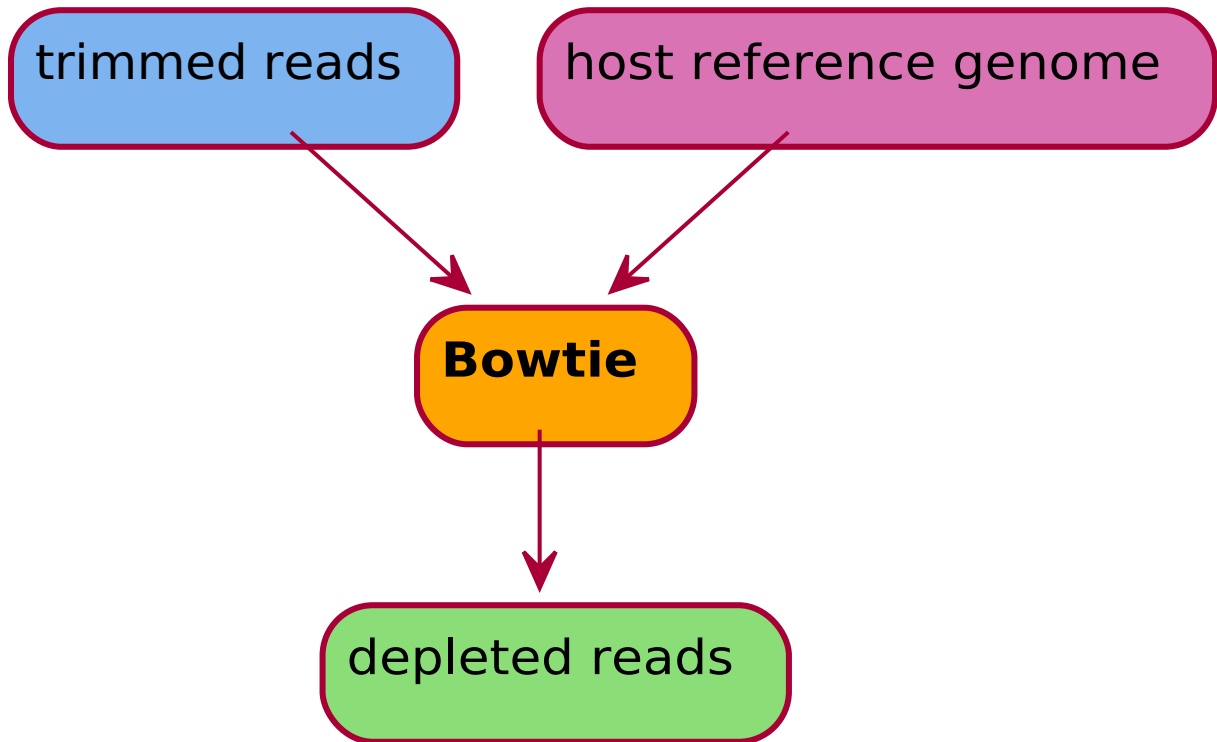 trimmed reads
host reference genome
Bowtie
depleted reads